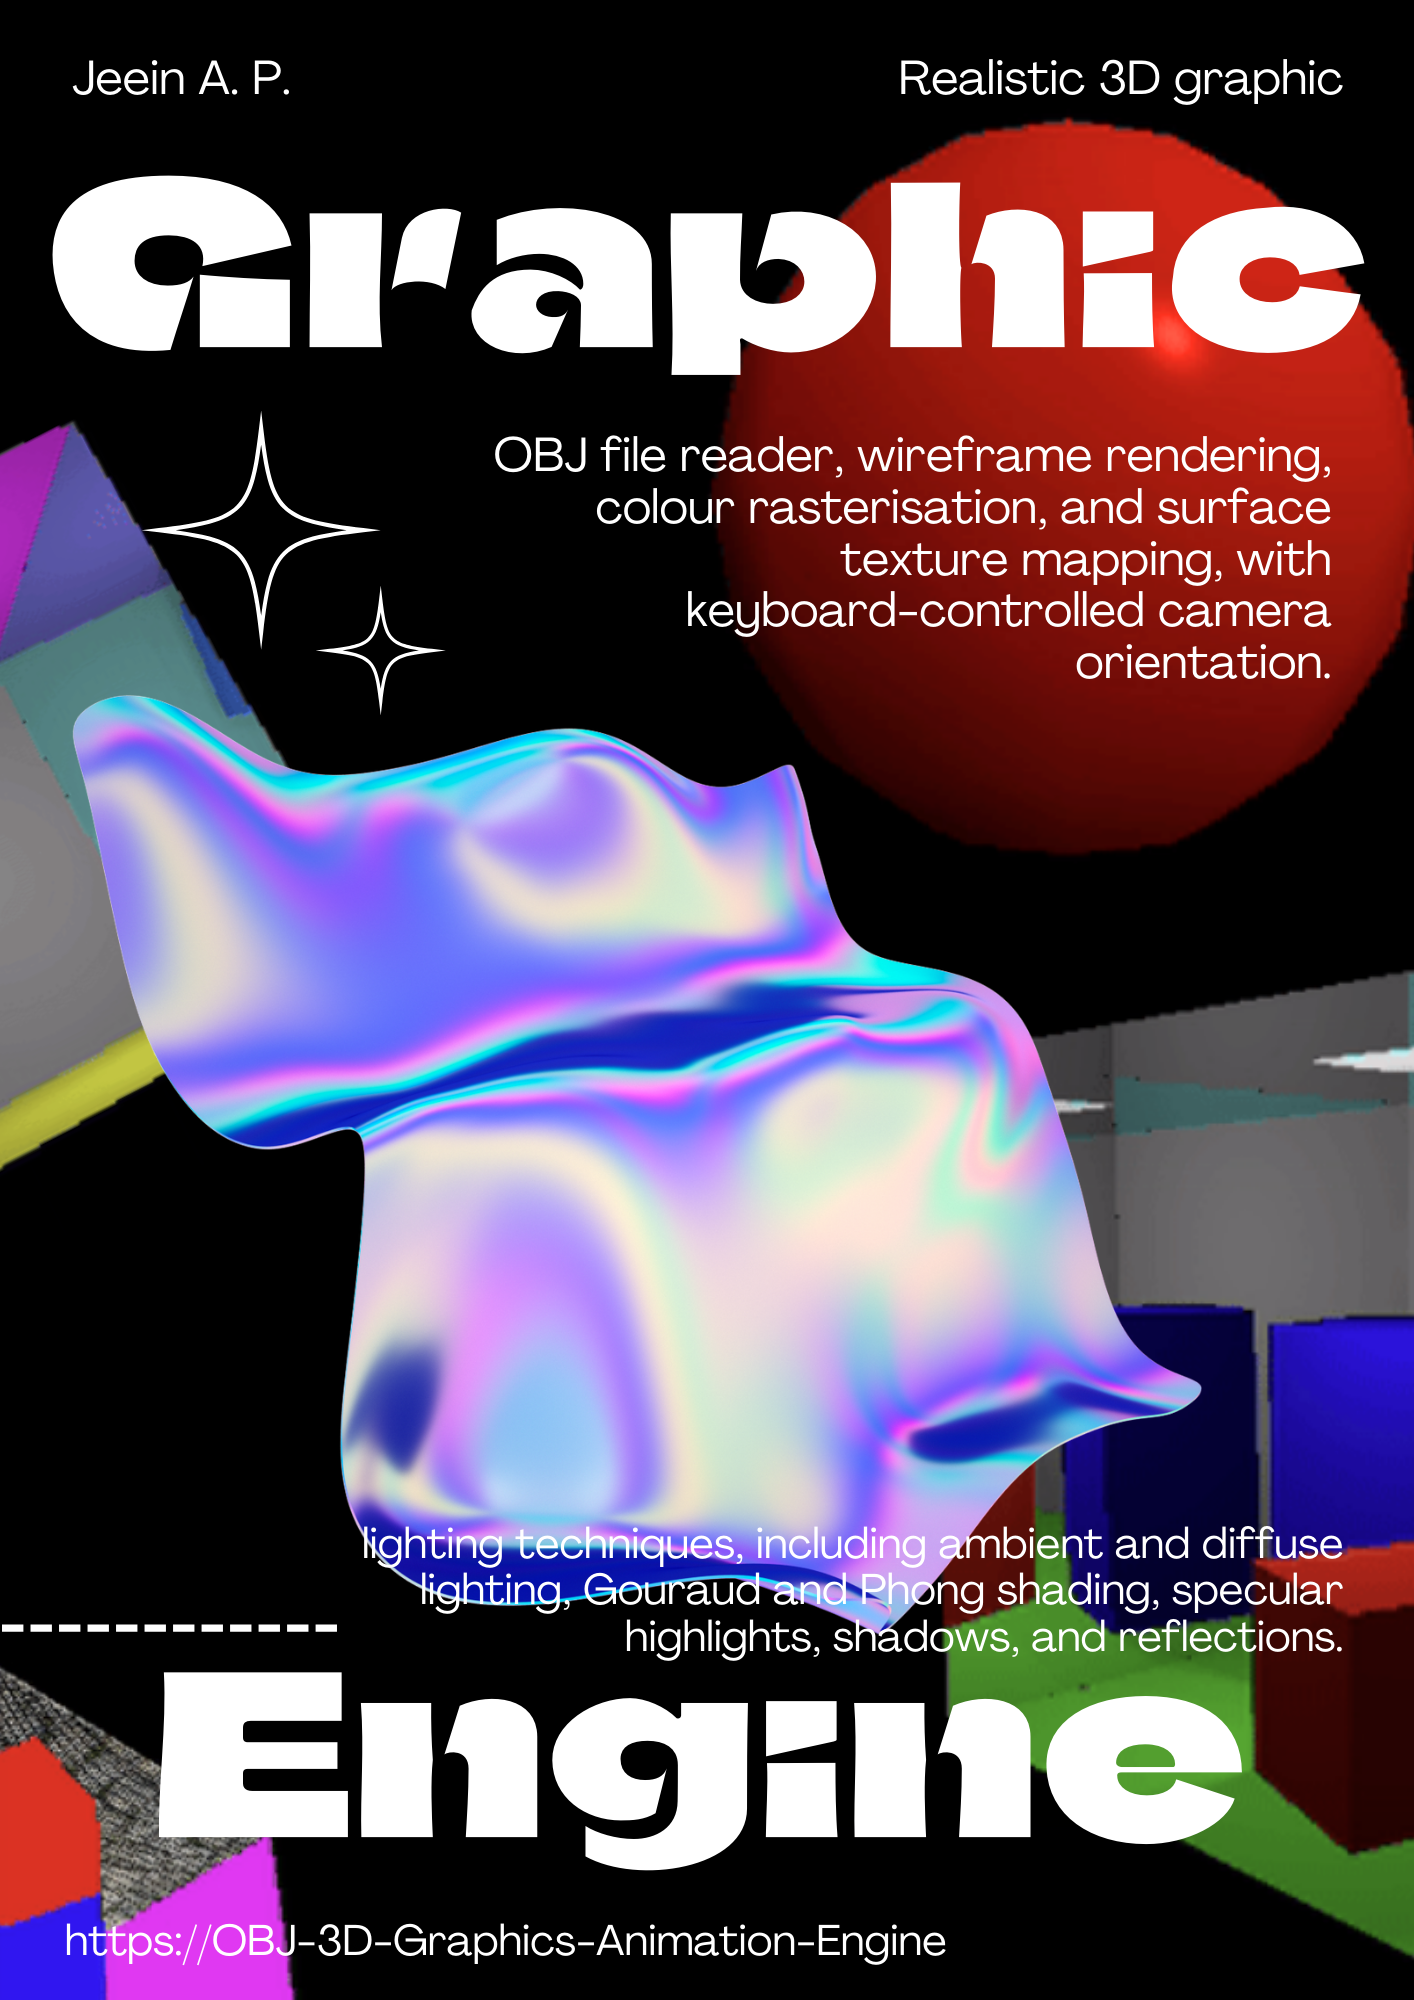 Jeein A. P.
Realistic 3D graphic
Graphic
OBJ file reader, wireframe rendering,
colour rasterisation, and surface
texture mapping, with
keyboard-controlled camera
orientation.
lighting techniques, including ambient and diffuse
lighting, Gouraud and Phong shading, specular
highlights, shadows, and reflections.
Engine
https://OBJ-3D-Graphics-Animation-Engine